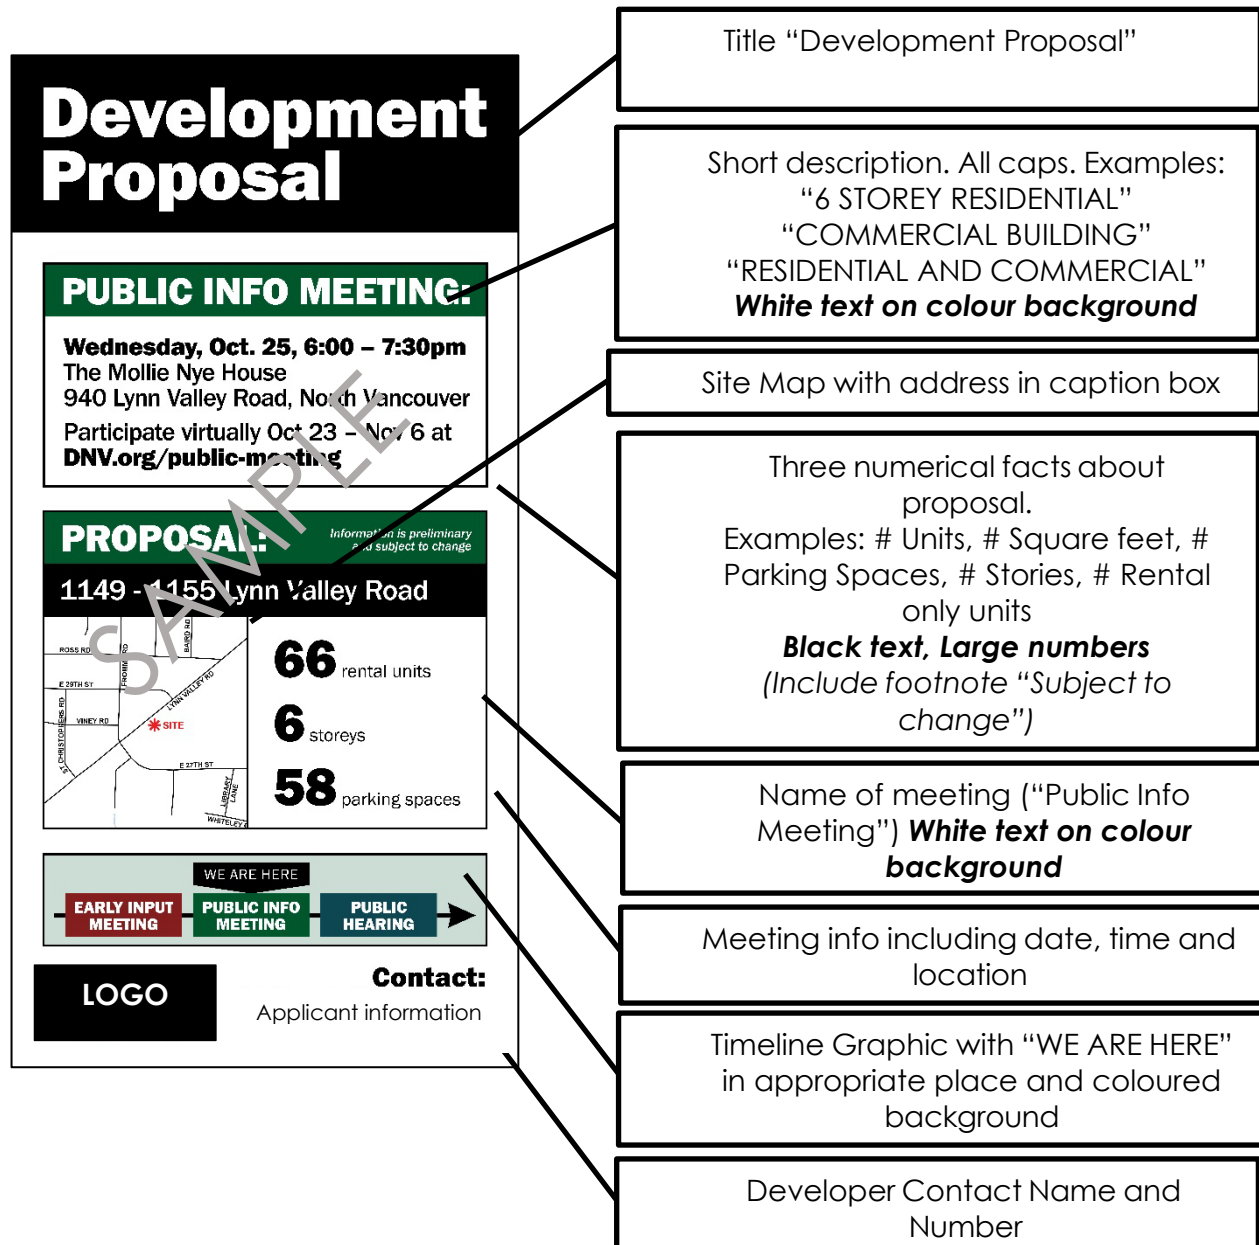 Development
Proposal
PUBLIC INFO MEETING:
Wednesday, Oct. 25, 6:00 – 7:30pm
The Mollie Nye House
940 Lynn Valley Road, North Vancouver
Participate virtually Oct 23 – Nov 6 at
DNV.org/public-meeting
PROPOSAL:
Information is preliminary
and subject to change
1149 - 1155 Lynn Valley Road
ROSS RD
E 29TH ST
VINEY RD
ST. CHRISTOPHERS RD
FROMME RD
BAIRD RD
LYNN VALLEY RD
SITE
E 27TH ST
LIBRARY
LANE
WHITELEY
66 rental units
6 storeys
58 parking spaces
SAMPLE
WE ARE HERE
EARLY INPUT
MEETING
PUBLIC INFO
MEETING
PUBLIC
HEARING
LOGO
Contact:
Applicant information
Title “Development Proposal”
Short description. All caps. Examples:
“6 STOREY RESIDENTIAL”
“COMMERCIAL BUILDING”
“RESIDENTIAL AND COMMERCIAL”
White text on colour background
Site Map with address in caption box
Three numerical facts about
proposal.
Examples: # Units, # Square feet, #
Parking Spaces, # Stories, # Rental
only units
Black text, Large numbers
(Include footnote “Subject to
change”)
Name of meeting (“Public Info
Meeting”) White text on colour
background
Meeting info including date, time and
location
Timeline Graphic with “WE ARE HERE”
in appropriate place and coloured
background
Developer Contact Name and
Number